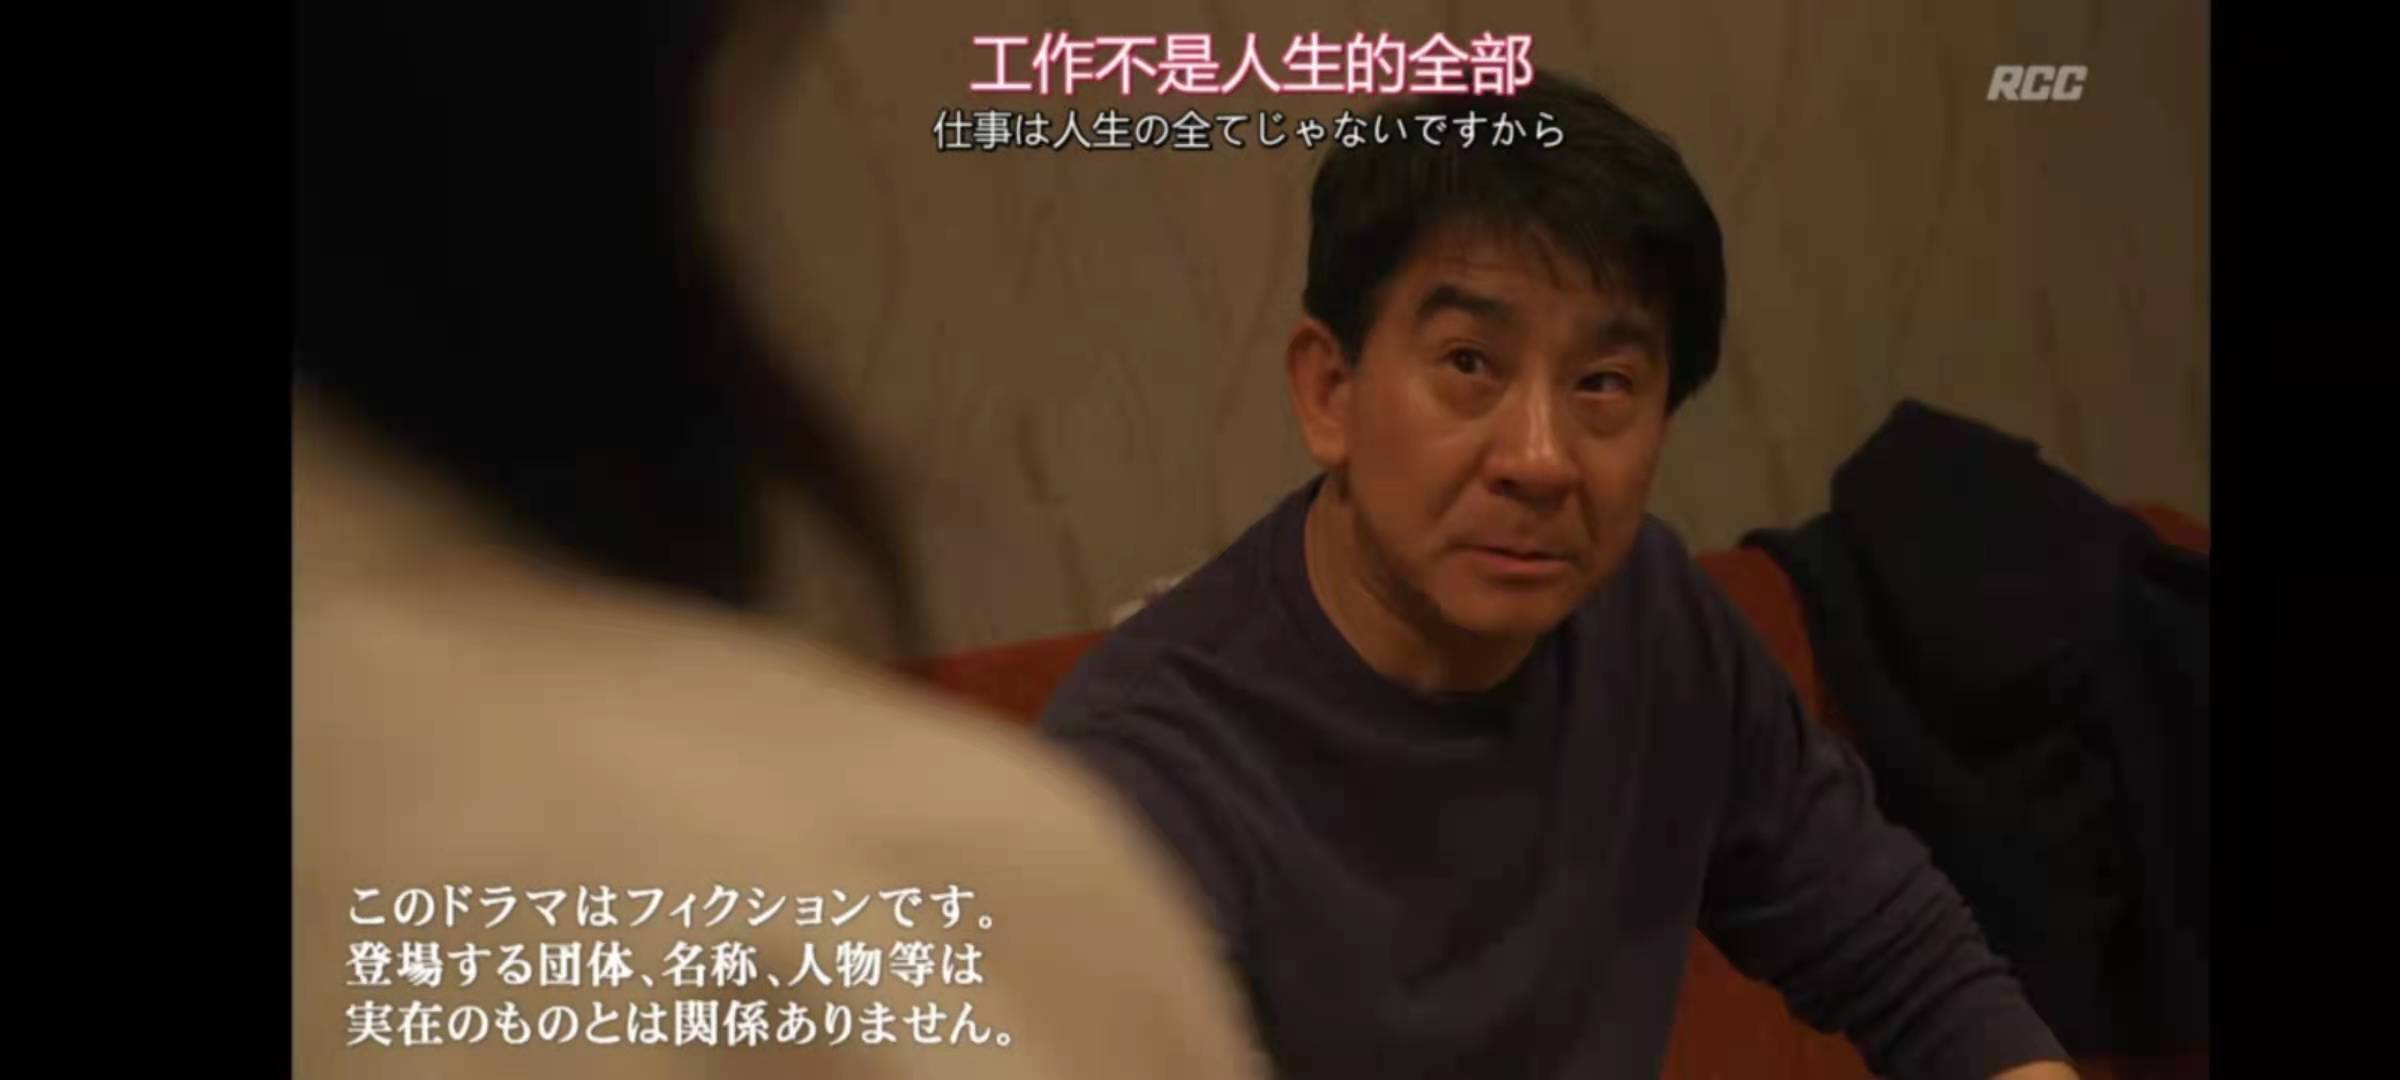 工作不是人生的全部
仕事は人生の全てじゃないですから
RCC
このドラマはフィクションです。
登場する団体、名称、人物等は
実在のものとは関係ありません。